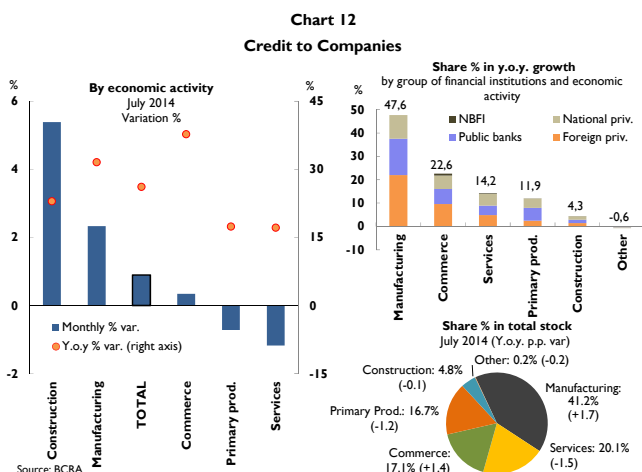 Chart 12
Credit to Companies
%
By economic activity
July 2014
Variation %
%
6
4
2
0
-2
45
30
15
0
-15
Monthly % var.
Y.o.y % var. (right axis)
Construction
Manufacturing
TOTAL
Commerce
Primary prod.
Services
Source: BCRA
Share % in y.o.y. growth
by group of financial institutions and economic
activity
%
50
40
30
20
10
0
-10
NBFI
National priv.
Public banks
Foreign priv.
47,6
22,6
14,2
11,9
4,3
-0,6
Manufacturing
Commerce
Services
Primary prod.
Construction
Other
Share % in total stock
July 2014 (Y.o.y. p.p. var)
Other: 0.2% (-0.2)
Construction: 4.8%
(-0.1)
Manufacturing:
41.2%
(+1.7)
Primary Prod.: 16.7%
(-1.2)
Commerce:
17.1% (+1.4)
Services: 20.1%
(-1.5)